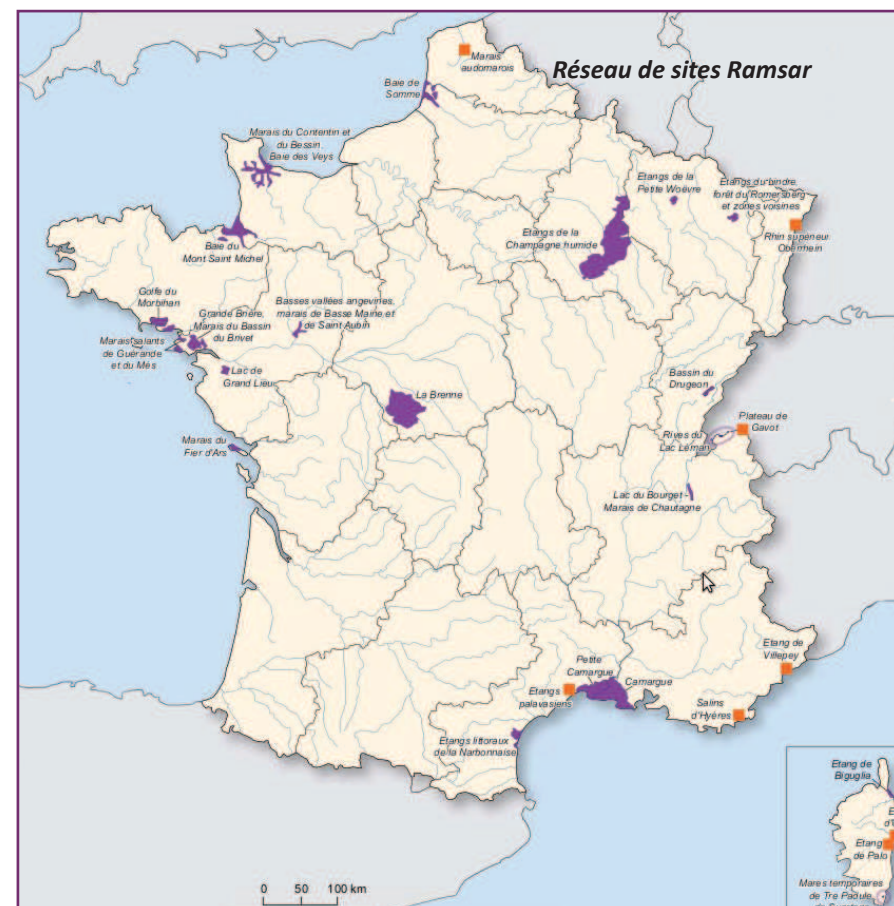 Réseau de sites Ramsar
Marais
audomarois
Baie de
Somme
Marais du Contentin et
du Bessin,
Baie des Veys
Etangs de la
Petite Woëvre
Etangs du bindre,
forêt du Romersberg
et zones voisines
Etangs de la
Champagne humide
Rhin supérieur
Obermein
Baie du
Mont Saint Michel
Golfe du
Morbihan
Grande Brière,
Marais du Bassin
du Brivet
Basses vallées angevines,
marais de Basse Maine et
de Saint Aubin
Marais salants
de Guérande
et du Més
Lac de
Grand Lieu
La Brenne
Bassin du
Drugeon
Plateau de
Gavot
Rives du
Lac Léman
Marais du
Fier d'Ars
Lac du Bourget -
Marais de Chautagne
Etang de
Villepey
Petite
Camargue
Camargue
Etangs
palavasiens
Salins
d'Hyères
Etangs littoraux
de la Narbonnaise
Etang de
Biguglia
Etang
de Palo
Mares temporaires
de Tre Padule
0 50 100 km